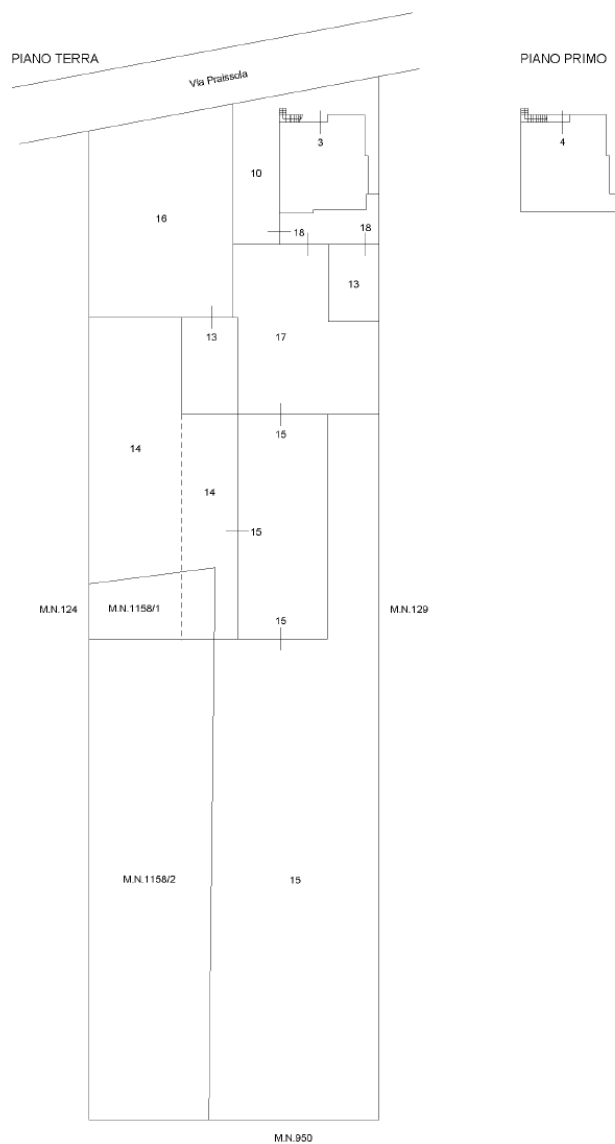 PIANO TERRA
PIANO PRIMO
Via Praissola
3
4
10
16
18
18
13
13
17
15
14
14
15
M.N.124
M.N.1158/1
15
M.N.129
M.N.1158/2
15
M.N.950